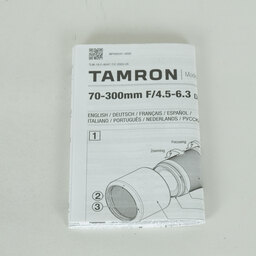 TAMRON
70-300mm F/4.5-6.3
ENGLISH / DEUTSCH / FRANÇAIS / ESPAÑOL /
ITALIANO / PORTUGUÊS / NEDERLANDS /
1
Focusing
Zooming
2
3